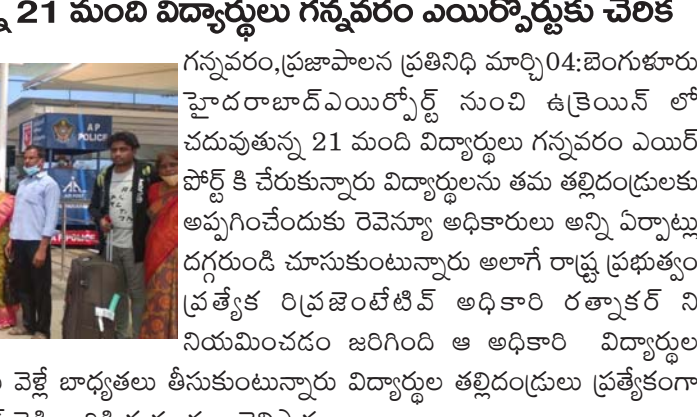 21 మంది విద్యార్థులు గన్నవరం ఎయిర్పోర్టుకు చేరిక
గన్నవరం,ప్రజాపాలన ప్రతినిధి మార్చి04:బెంగుళూరు
హైదరాబాద్ఎయిర్పోర్ట్ నుంచి ఉక్రెయిన్ లో
చదువుతున్న 21 మంది విద్యార్థులు గన్నవరం ఎయిర్
పోర్ట్ కి చేరుకున్నారు విద్యార్థులను తమ తల్లిదండ్రులకు
అప్పగించేందుకు రెవెన్యూ అధికారులు అన్ని ఏర్పాట్లు
దగ్గరుండి చూసుకుంటున్నారు అలాగే రాష్ట్ర ప్రభుత్వం
ప్రత్యేక రిప్రజెంటేటివ్ అధికారి రత్నాకర్ ని
నియమించడం జరిగింది ఆ అధికారి విద్యార్థుల
వెళ్లే బాధ్యతలు తీసుకుంటున్నారు విద్యార్థుల తల్లిదండ్రులు ప్రత్యేకంగా
A P
POLICE